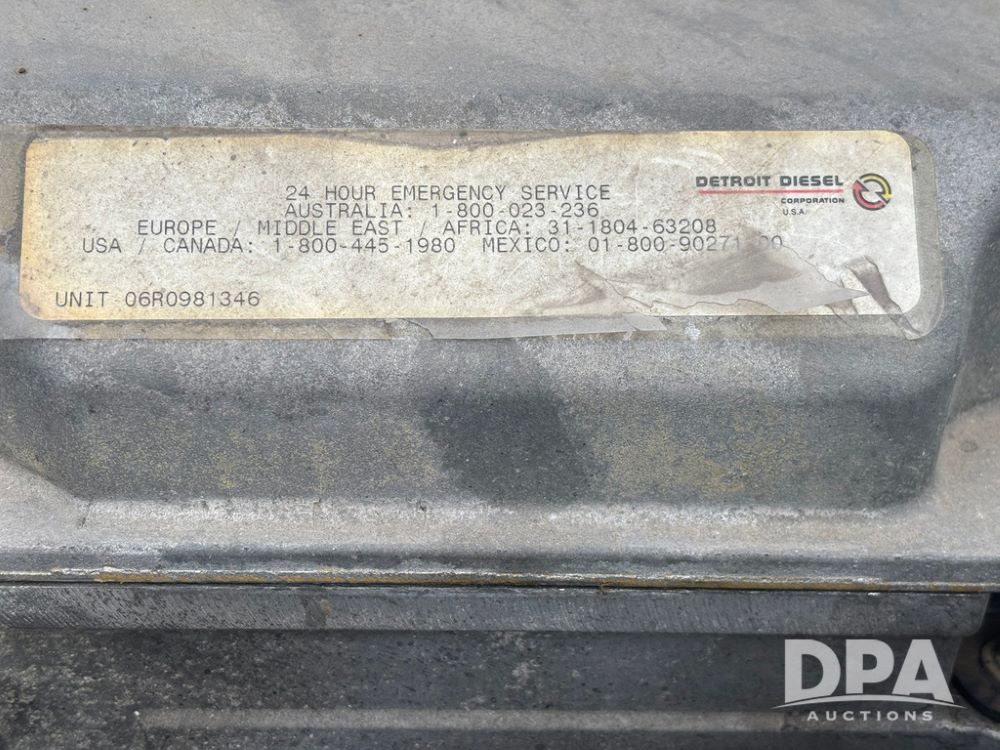 24 HOUR EMERGENCY SERVICE
AUSTRALIA: 1-800-023-236
EUROPE / MIDDLE EAST / AFRICA: 31-1804-63208
USA / CANADA: 1-800-445-1980 MEXICO:
UNIT 06R0981346
DETROIT DIESEL
CORPORATION
U.S.A.
DPA
AUCTIONS